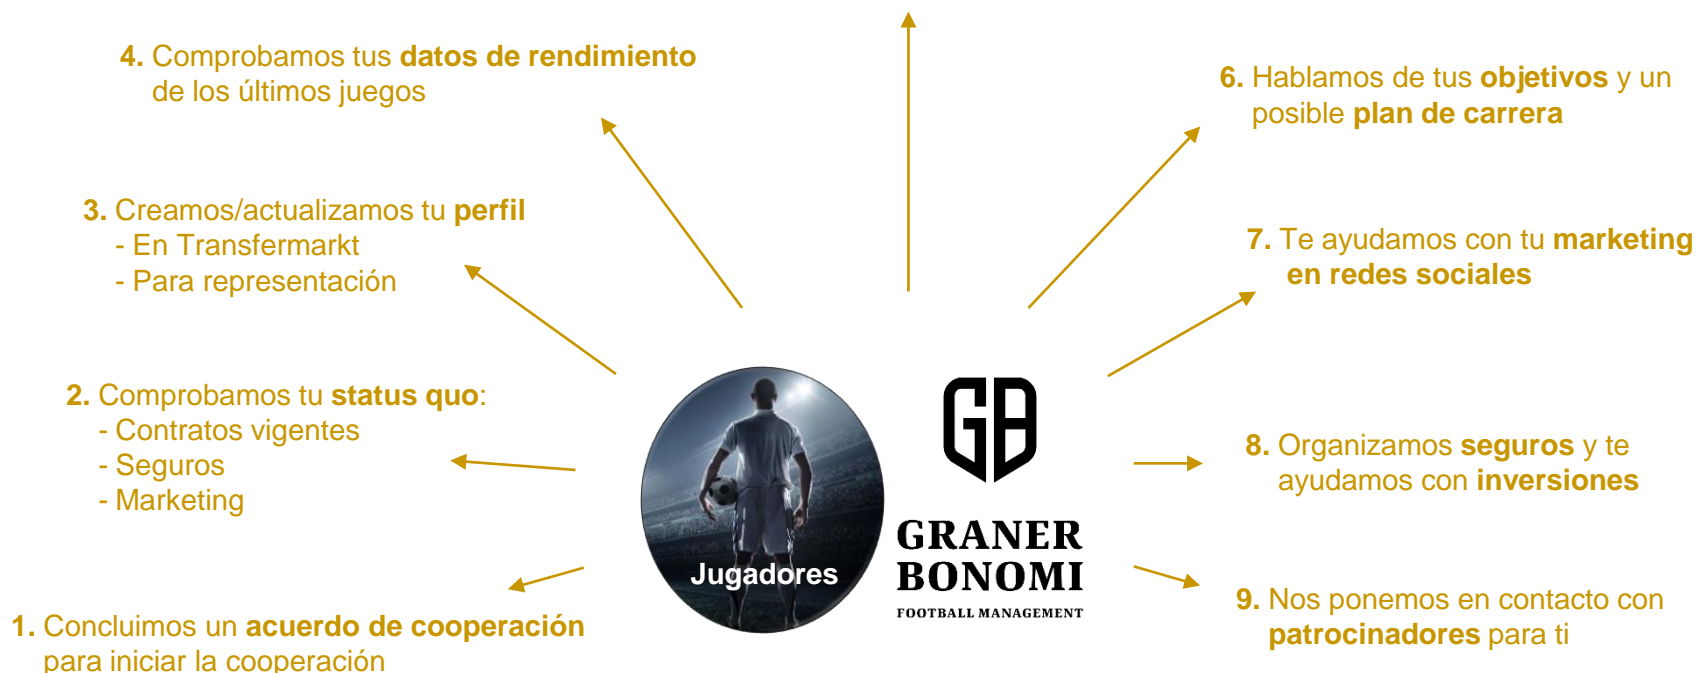 1. Concluimos un acuerdo de cooperación
para iniciar la cooperación
2. Comprobamos tu status quo:
- Contratos vigentes
- Seguros
- Marketing
3. Creamos/actualizamos tu perfil
- En Transfermarkt
- Para representación
4. Comprobamos tus datos de rendimiento
de los últimos juegos
6. Hablamos de tus objetivos y un
posible plan de carrera
7. Te ayudamos con tu marketing
en redes sociales
8. Organizamos seguros y te
ayudamos con inversiones
9. Nos ponemos en contacto con
patrocinadores para ti
Jugadores
GB
GRANER
BONOMI
FOOTBALL MANAGEMENT